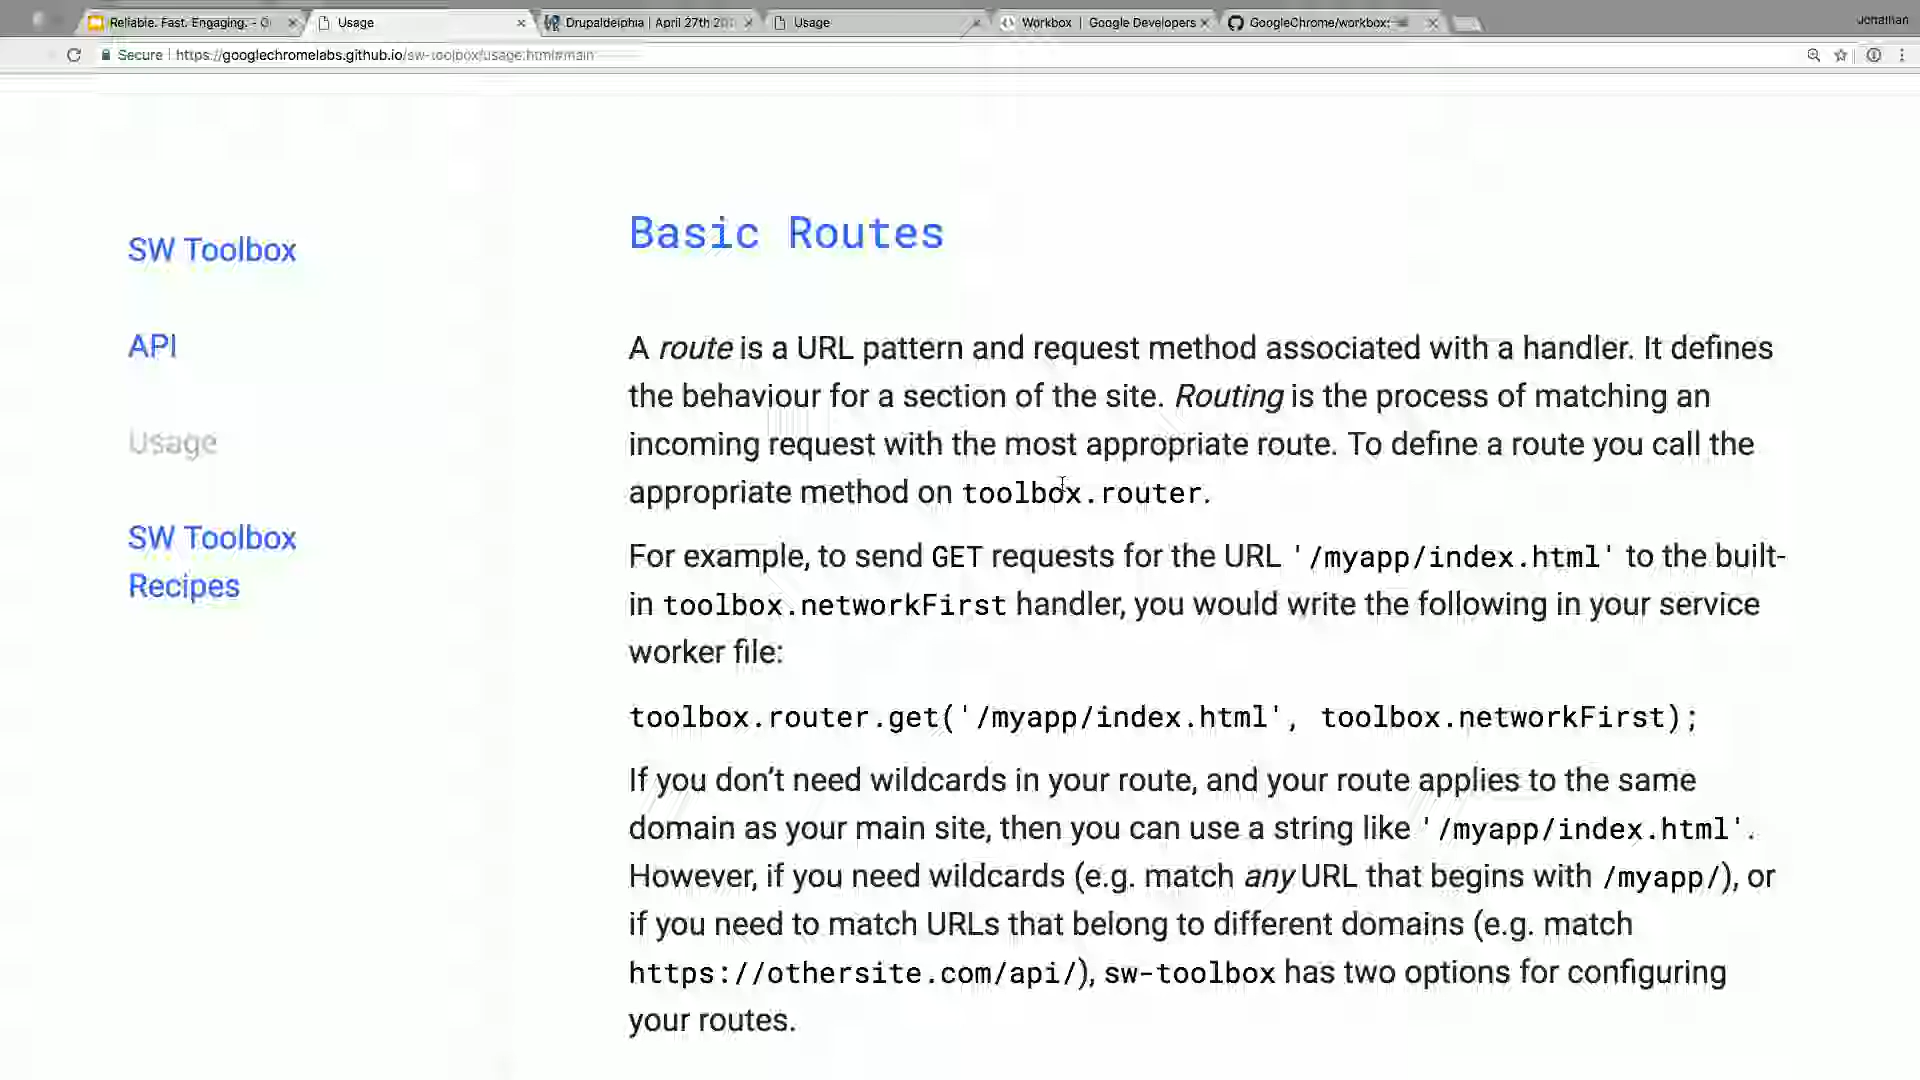 Reliable. Fast. Engaging. - G
Usage
Drupaldelphia | April 27th 201
Usage
Workbox | Google Developers
GoogleChrome/workbox:
Jonathan
Secure
https://googlechromelabs.github.io/sw-toolbox/usage.html#main
SW Toolbox
API
Usage
SW Toolbox
Recipes
Basic Routes
A route is a URL pattern and request method associated with a handler. It defines
the behaviour for a section of the site. Routing is the process of matching an
incoming request with the most appropriate route. To define a route you call the
appropriate method on toolbox.router.
For example, to send GET requests for the URL '/myapp/index.html' to the built-
in toolbox.networkFirst handler, you would write the following in your service
worker file:
toolbox.router.get('/myapp/index.html', toolbox.networkFirst);
If you don’t need wildcards in your route, and your route applies to the same
domain as your main site, then you can use a string like '/myapp/index.html'.
However, if you need wildcards (e.g. match any URL that begins with /myapp/), or
if you need to match URLs that belong to different domains (e.g. match
https://othersite.com/api/), sw-toolbox has two options for configuring
your routes.